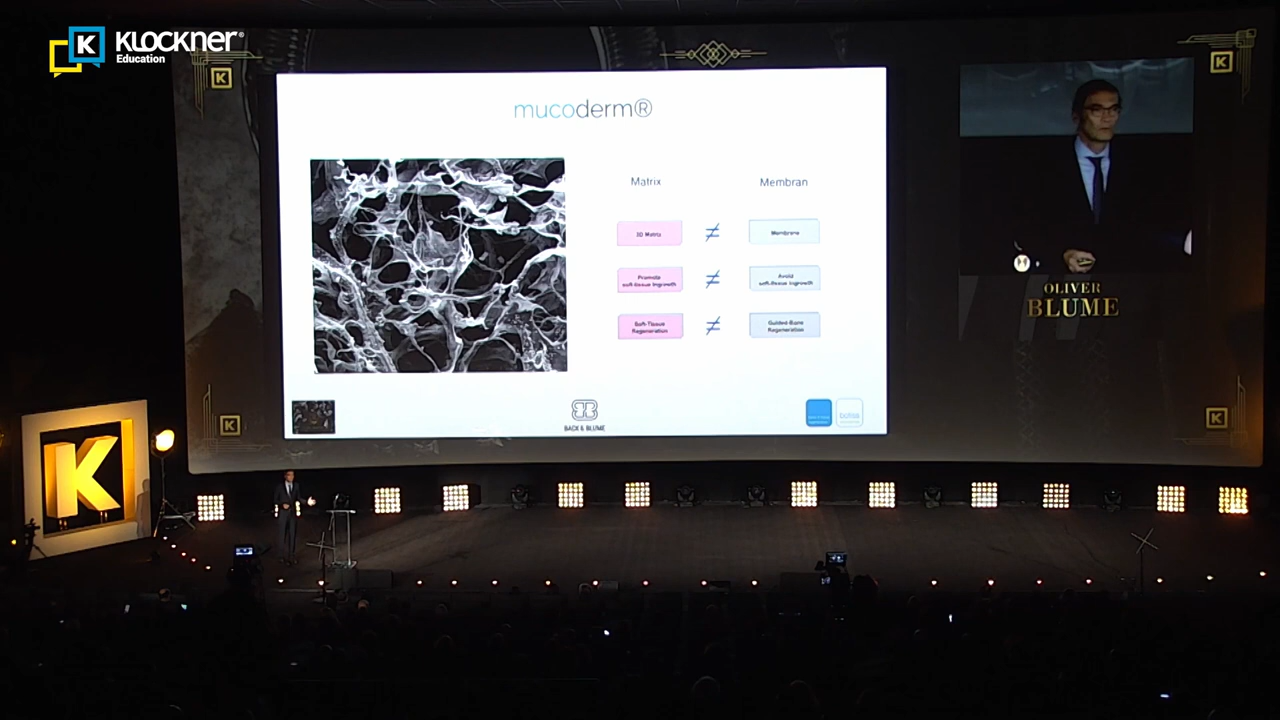 K KLOCKNER®
Education
mucoderm®
Matrix
Membran
3D Matrix
≠
Membrane
Promote
soft-tissue ingrowth
≠
Avoid
soft-tissue ingrowth
Soft-Tissue
Regeneration
≠
Guided-Bone
Regeneration
BACK & BLUME
botiss
OLIVER
BLUME
K
K
K
K
K